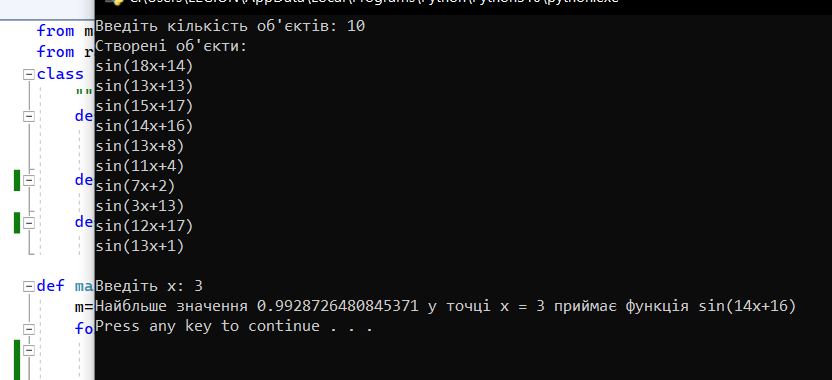 from m
from r
class
""
de
de
de
def ma
m=
fo
Введіть кількість об'єктів: 10
Створені об'єкти:
sin(18x+14)
sin(13x+13)
sin(15x+17)
sin(14x+16)
sin(13x+8)
sin(11x+4)
sin(7x+2)
sin(3x+13)
sin(12x+17)
sin(13x+1)
Введіть x: 3
Найбльше значення 0.9928726480845371 у точці x = 3 приймає функція sin(14x+16)
Press any key to continue . . .